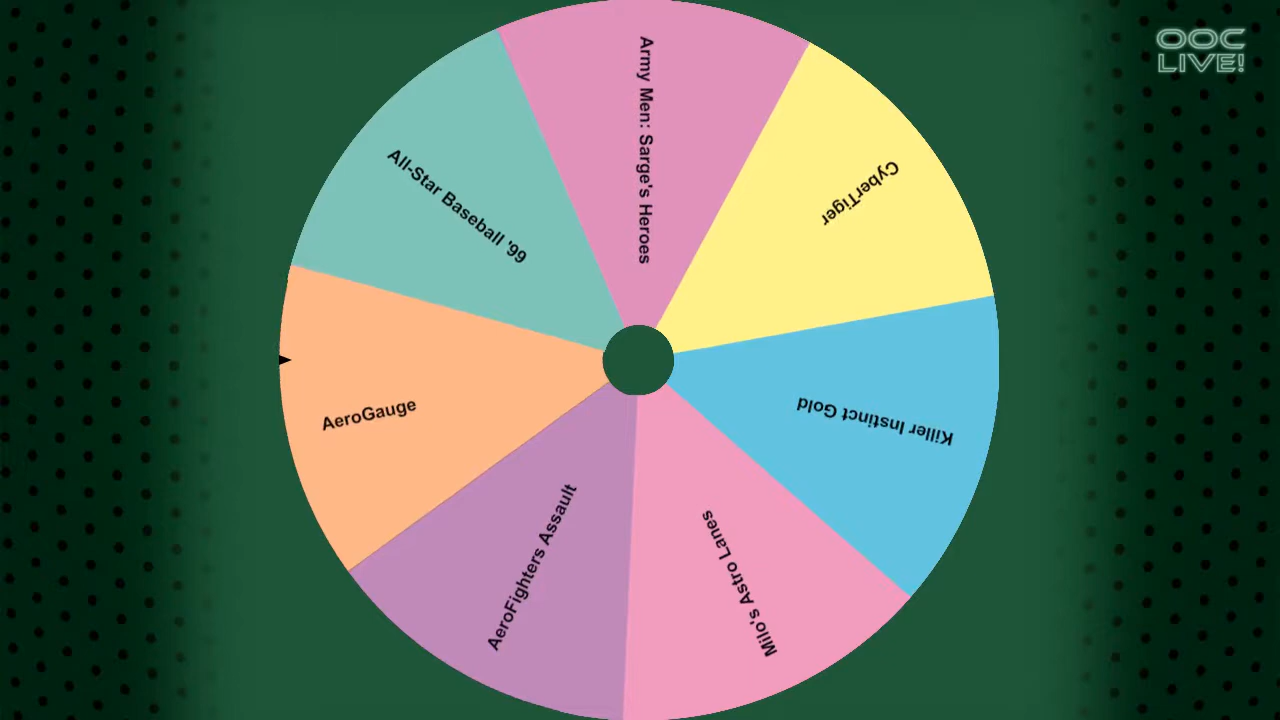 OOC
LIVE!
Army Men: Sarge's Heroes
CyberTiger
Killer Instinct Gold
Milo's Astro Lanes
AeroFighters Assault
AeroGauge
All-Star Baseball '99